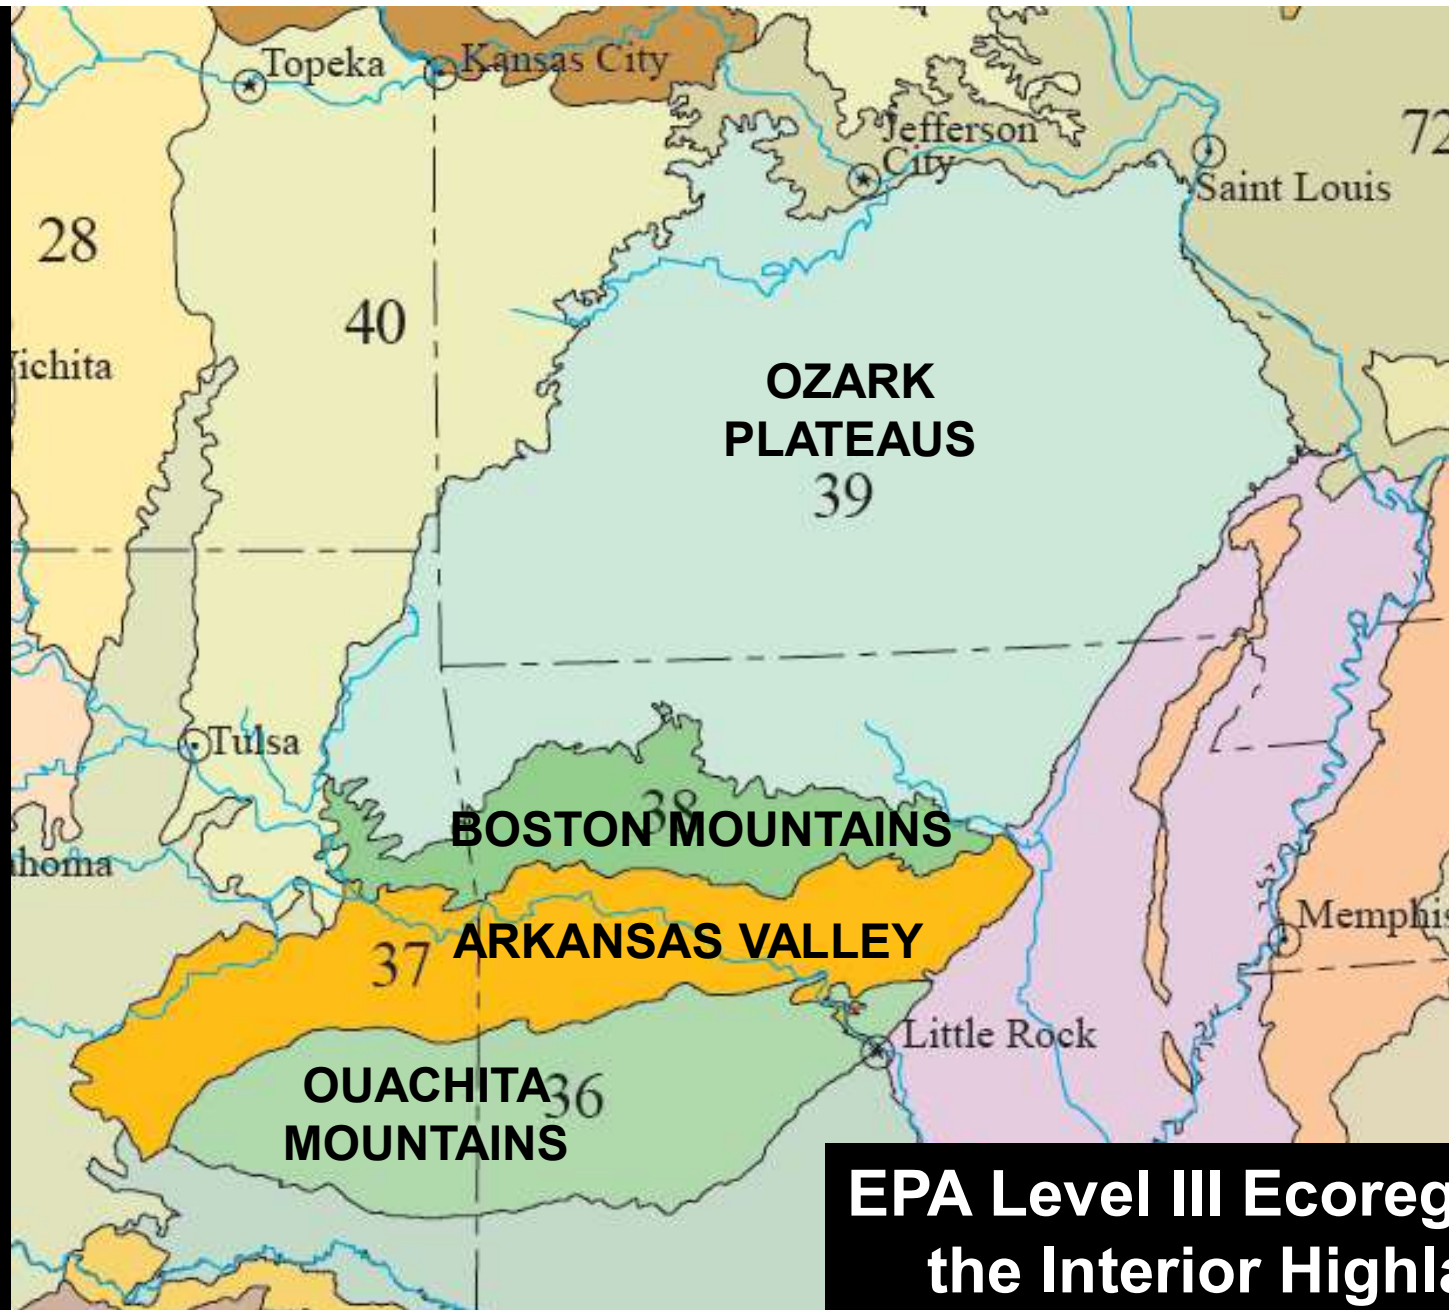 Topeka
Kansas City
Jefferson
City
72
Saint Louis
28
40
ichita
OZARK
PLATEAUS
39
Tulsa
38
BOSTON MOUNTAINS
ahoma
Memphis
37
ARKANSAS VALLEY
Little Rock
OUACHITA
36
MOUNTAINS
EPA Level III Ecoreg
the Interior Highla